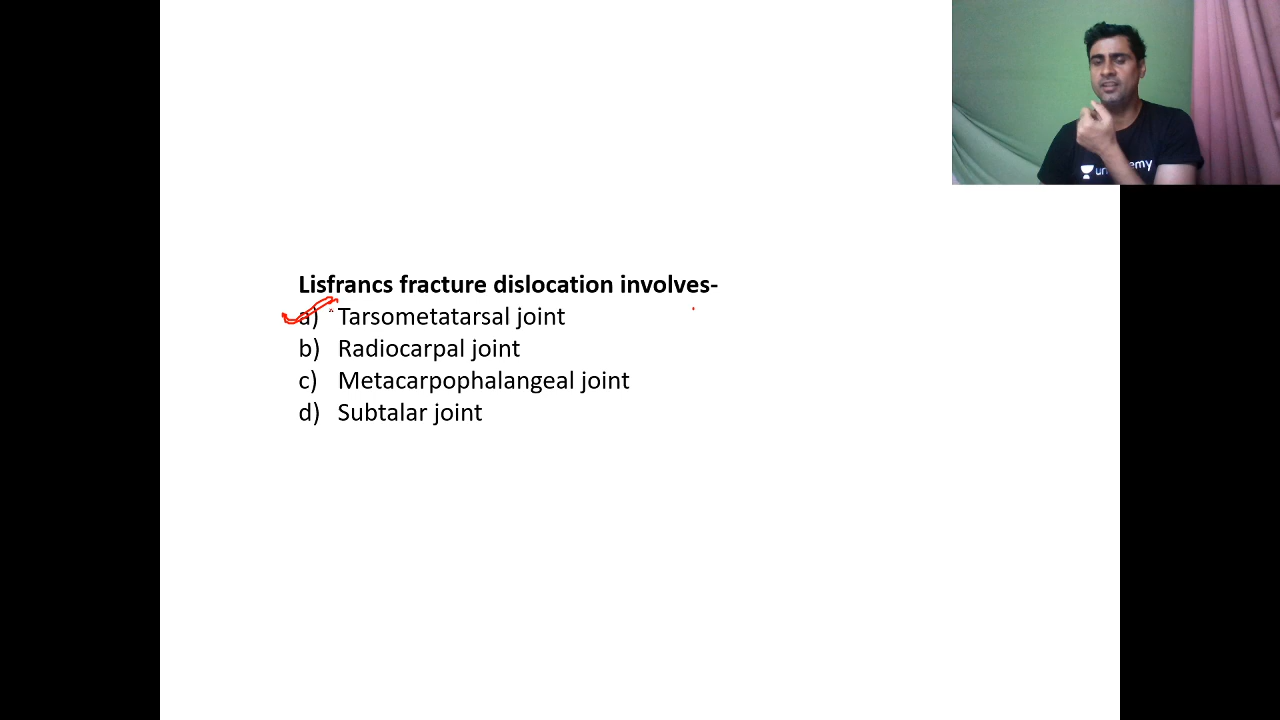 Lisfrancs fracture dislocation involves-
a) Tarsometatarsal joint
b) Radiocarpal joint
c) Metacarpophalangeal joint
d) Subtalar joint